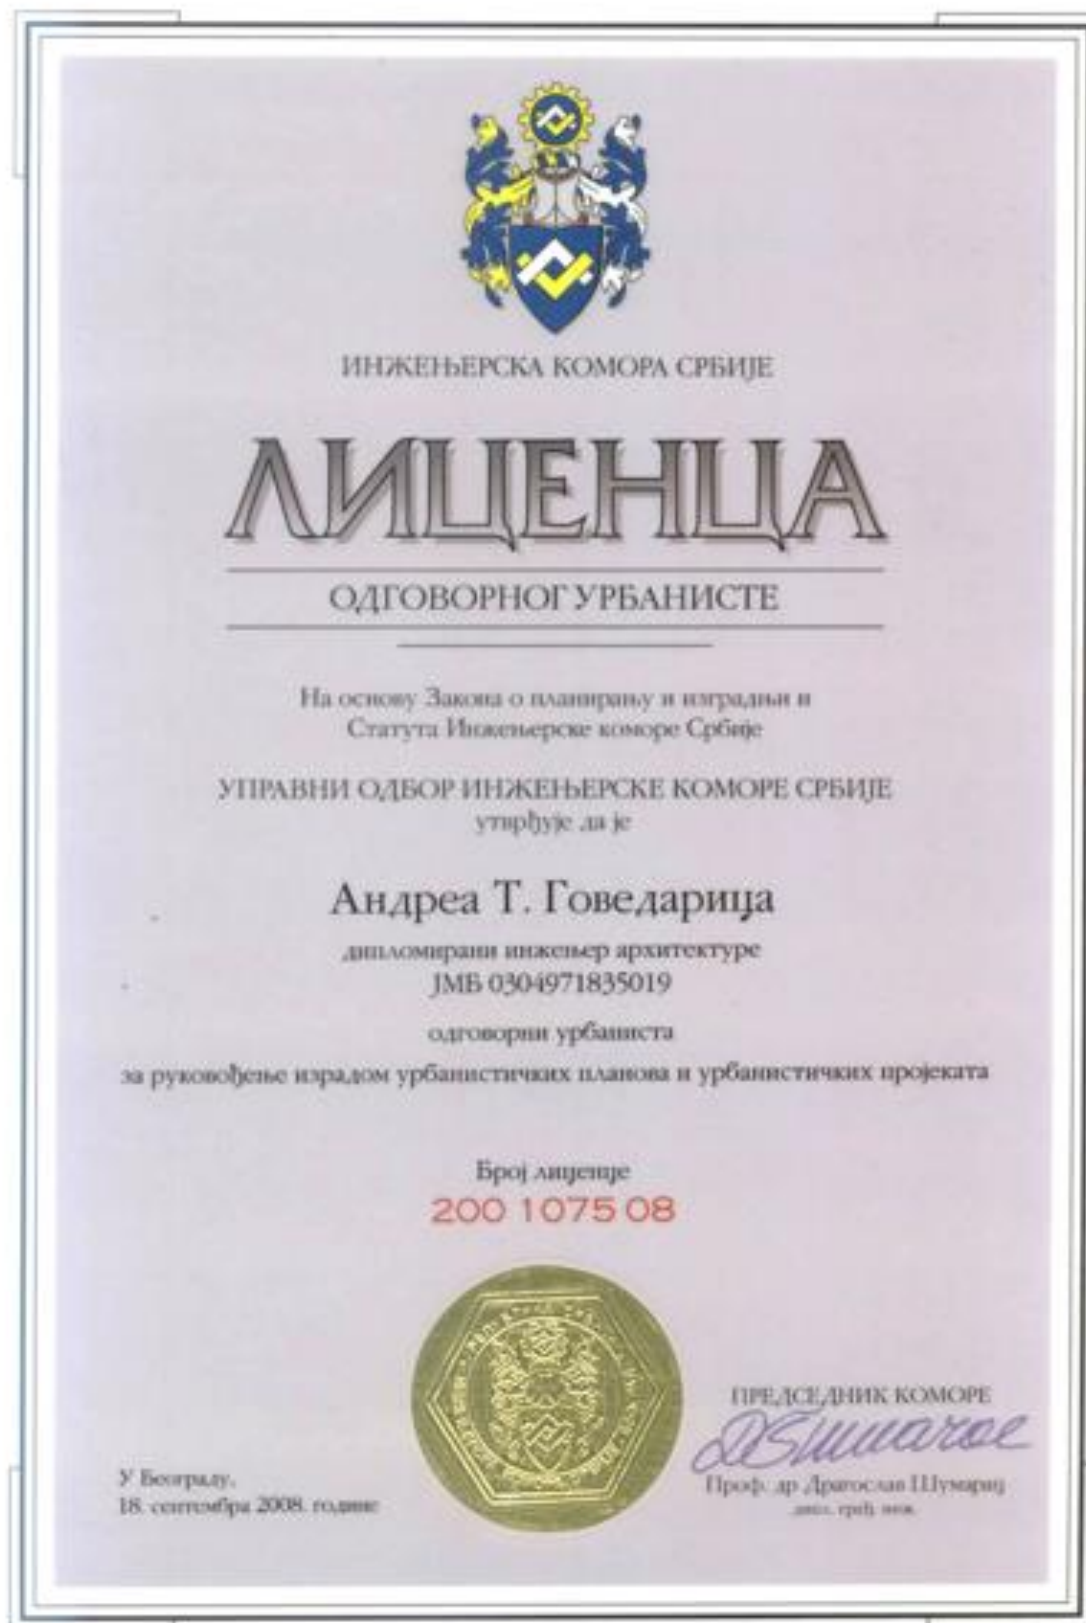 ИНЖЕЊЕРСКА КОМОРА СРБИЈЕ
ЛИЦЕНЦА
ОДГОВОРНОГ УРБАНИСТЕ
На основу Закона о планирању и изградњи и
Статута Инжењерске коморе Србије
УПРАВНИ ОДБОР ИНЖЕЊЕРСКЕ КОМОРЕ СРБИЈЕ
утврђује да је
Андреа Т. Говедарица
дипломирани инжењер архитектуре
ЈМБ 0304971835019
одговорни урбаниста
за руковођење израдом урбанистичких планова и урбанистичких пројеката
Број лиценце
200 1075 08
ПРЕДСЕДНИК КОМОРЕ
Проф. др Драгослав Шумарац
дипл. грађ. инж.
У Београду,
18. септембра 2008. године